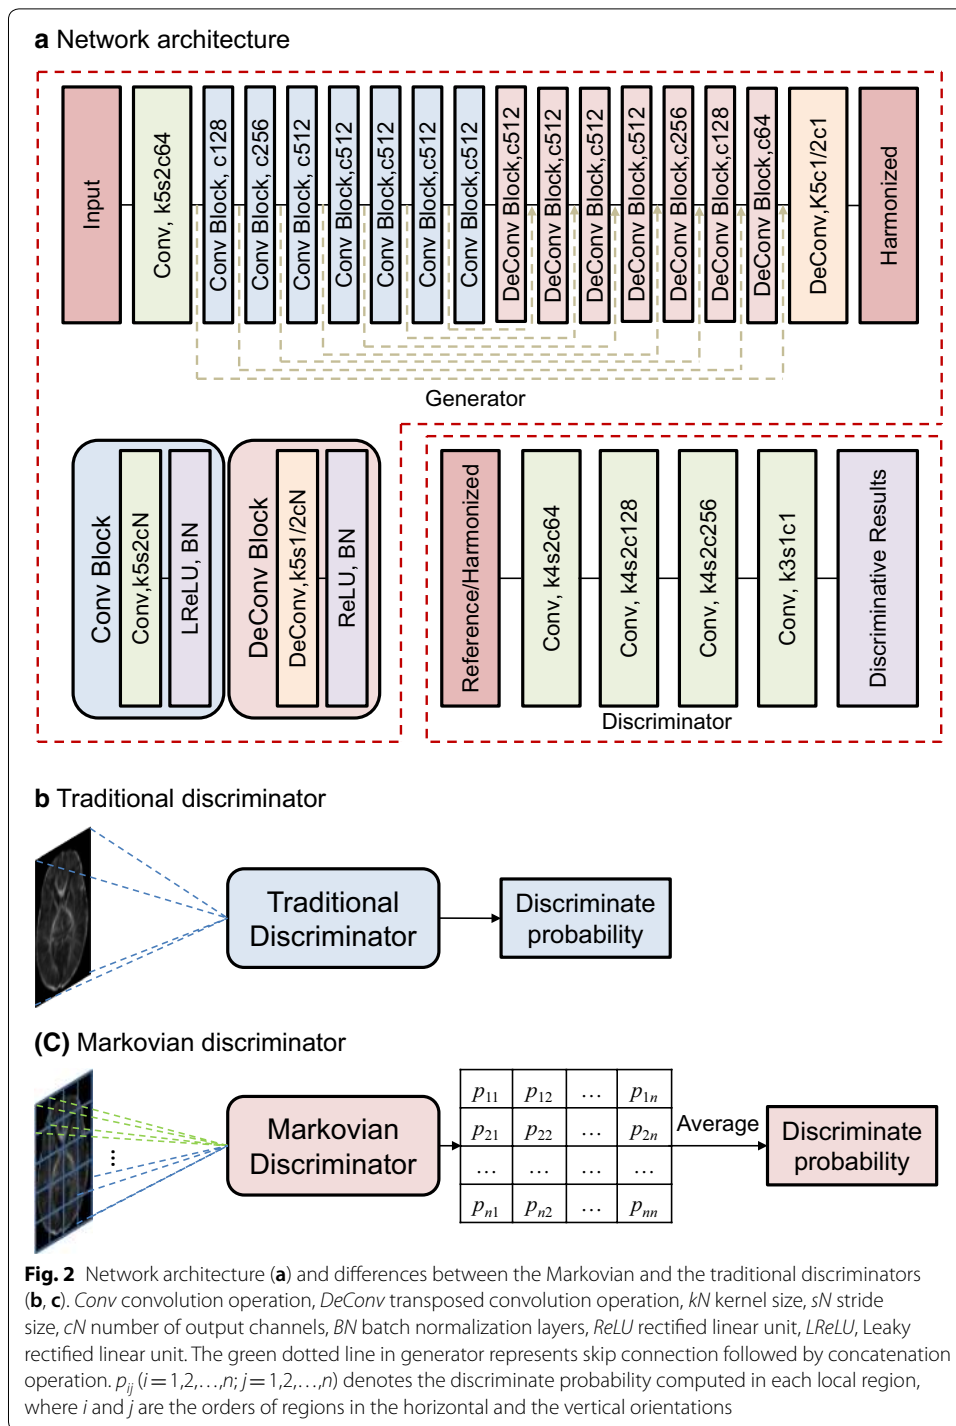 a Network architecture
Input
Conv, k5s2c64
Conv Block, c128
Conv Block, c256
Conv Block, c512
Conv Block,c512
Conv Block,c512
Conv Block,c512
Conv Block,c512
DeConv Block,c512
DeConv Block,c512
DeConv Block,c512
DeConv Block,c512
DeConv Block,c256
DeConv Block,c128
DeConv Block,c64
DeConv,K5c1/2c1
Harmonized
Generator
Conv Block
Conv,k5s2cN
LReLU, BN
DeConv Block
DeConv,k5s1/2cN
ReLU, BN
Reference/Harmonized
Conv, k4s2c64
Conv, k4s2c128
Conv, k4s2c256
Conv, k3s1c1
Discriminative Results
Discriminator
b Traditional discriminator
Traditional
Discriminator
Discriminate
probability
(C) Markovian discriminator
...
Markovian
Discriminator
p11 p12 ... p1n
p21 p22 ... p2n
... ... ... ...
pn1 pn2 ... pnn
Average
Discriminate
probability
Fig. 2 Network architecture (a) and differences between the Markovian and the traditional discriminators
(b, c). Conv convolution operation, DeConv transposed convolution operation, kN kernel size, sN stride
size, cN number of output channels, BN batch normalization layers, ReLU rectified linear unit, LReLU, Leaky
rectified linear unit. The green dotted line in generator represents skip connection followed by concatenation
operation. pij (i = 1,2,…,n; j = 1,2,…,n) denotes the discriminate probability computed in each local region,
where i and j are the orders of regions in the horizontal and the vertical orientations